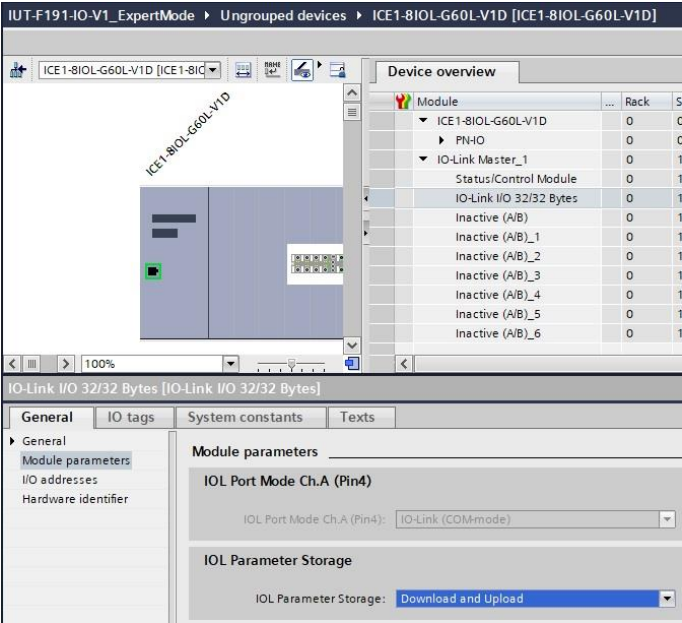 IUT-F191-IO-V1_ExpertMode ▸ Ungrouped devices ▸ ICE1-8IOL-G60L-V1D [ICE1-8IOL-G60L-V1D]
ICE1-8IOL-G60L-V1D [ICE1-8IC
Device overview
ICE1-8IOL-G60L-V1D
Module ... Rack S
ICE1-8IOL-G60L-V1D 0 0
PN-IO 0 0
IO-Link Master_1 0 1
Status/Control Module 0 1
IO-Link I/O 32/32 Bytes 0 1
Inactive (A/B) 0 1
Inactive (A/B)_1 0 1
Inactive (A/B)_2 0 1
Inactive (A/B)_3 0 1
Inactive (A/B)_4 0 1
Inactive (A/B)_5 0 1
Inactive (A/B)_6 0 1
100%
IO-Link I/O 32/32 Bytes [IO-Link I/O 32/32 Bytes]
General IO tags System constants Texts
General
Module parameters
I/O addresses
Hardware identifier
Module parameters
IOL Port Mode Ch.A (Pin4)
IOL Port Mode Ch.A (Pin4): IO-Link (COM-mode)
IOL Parameter Storage
IOL Parameter Storage: Download and Upload